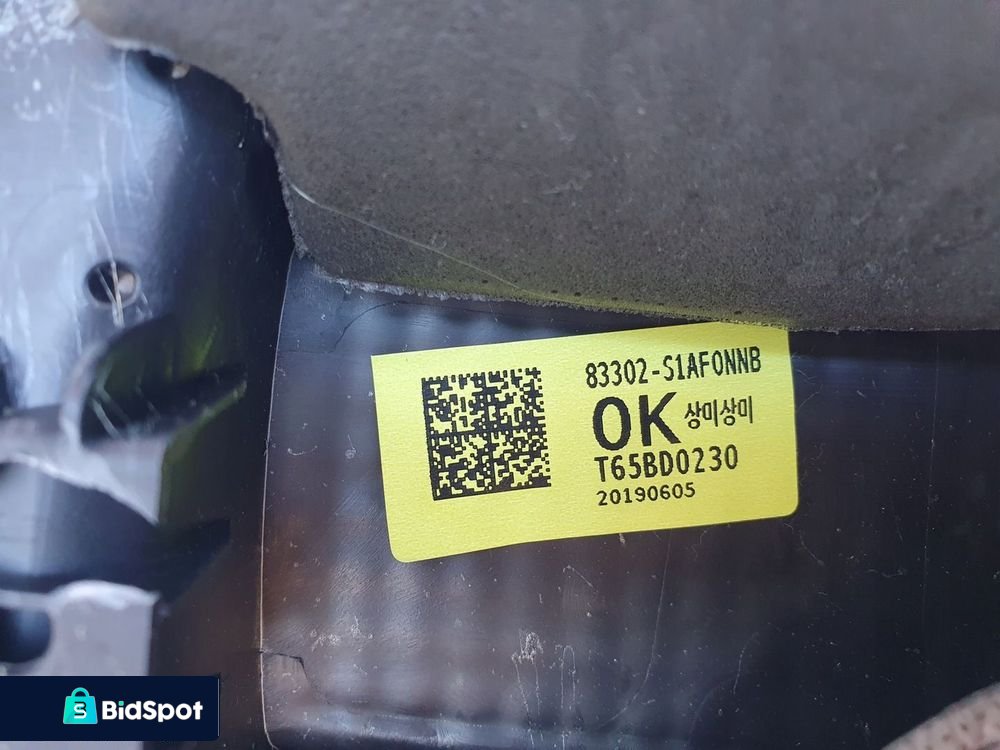 83302-S1AF0NNB
OK 상미상미
T65BD0230
20190605
BidSpot